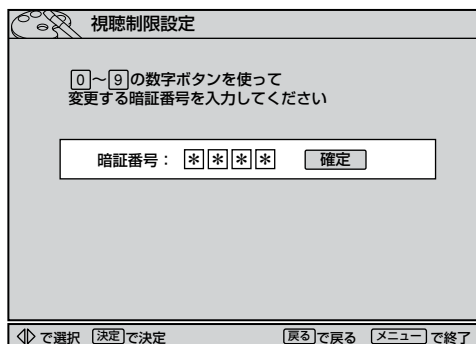 視聴制限設定
0～9の数字ボタンを使って
変更する暗証番号を入力してください
暗証番号： ＊＊＊＊ 確定
で選択 決定で決定 戻るで戻る メニューで終了